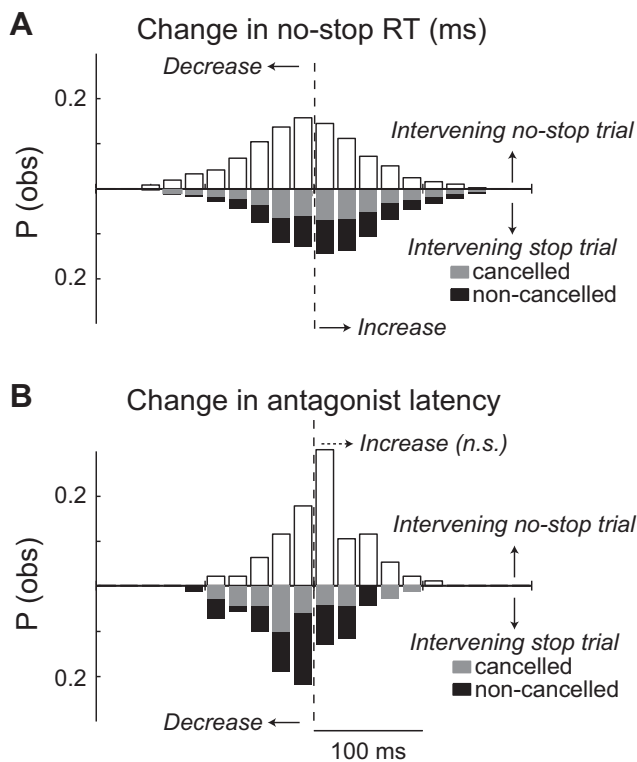 A
Change in no-stop RT (ms)
Decrease
0.2
Intervening no-stop trial
P (obs)
Intervening stop trial
cancelled
non-cancelled
0.2
Increase
B
Change in antagonist latency
Increase (n.s.)
0.2
Intervening no-stop trial
P (obs)
Intervening stop trial
cancelled
non-cancelled
0.2
Decrease
100 ms